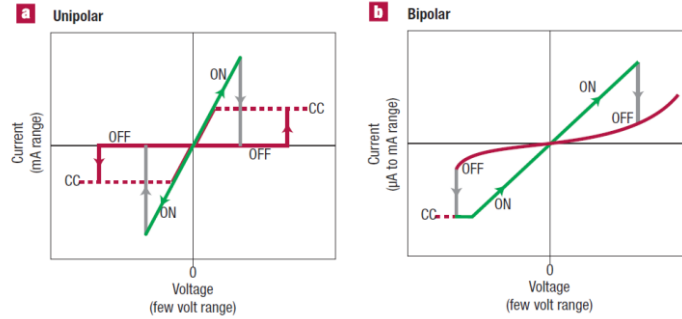 a Unipolar
ON
CC
OFF
OFF
CC
ON
Current
(mA range)
0
Voltage
(few volt range)
b Bipolar
ON
OFF
OFF
ON
CC
Current
(µA to mA range)
0
Voltage
(few volt range)